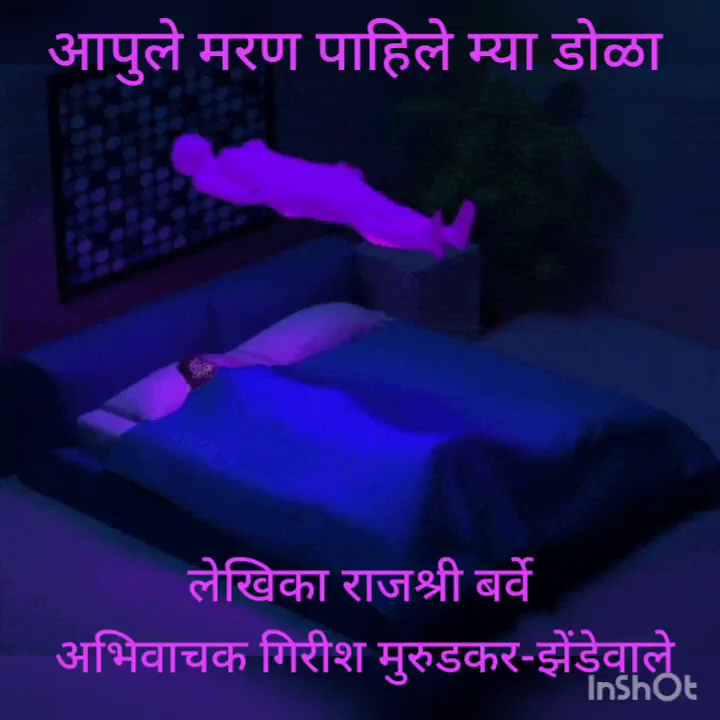 आपुले मरण पाहिले म्या डोळा
लेखिका राजश्री बर्वे
अभिवाचक गिरीश मुरुडकर-झेंडेवाले
InShOt